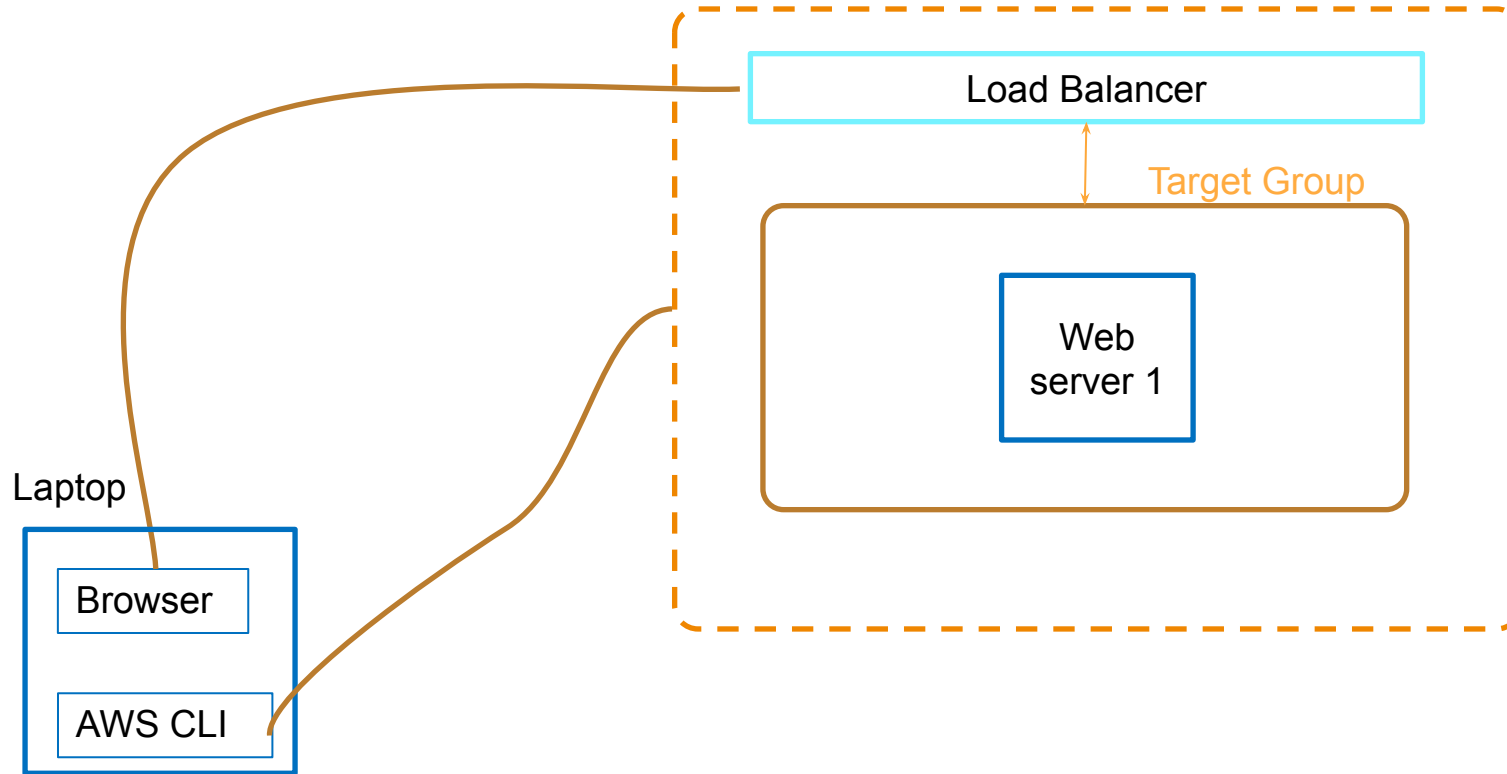 Load Balancer
Target Group
Web
server 1
Laptop
Browser
AWS CLI